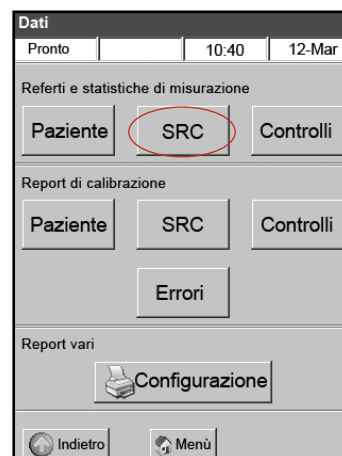 Dati
Pronto 10:40 12-Mar
Referti e statistiche di misurazione
Paziente SRC Controlli
Report di calibrazione
Paziente SRC Controlli
Errori
Report vari
Configurazione
Indietro Menù